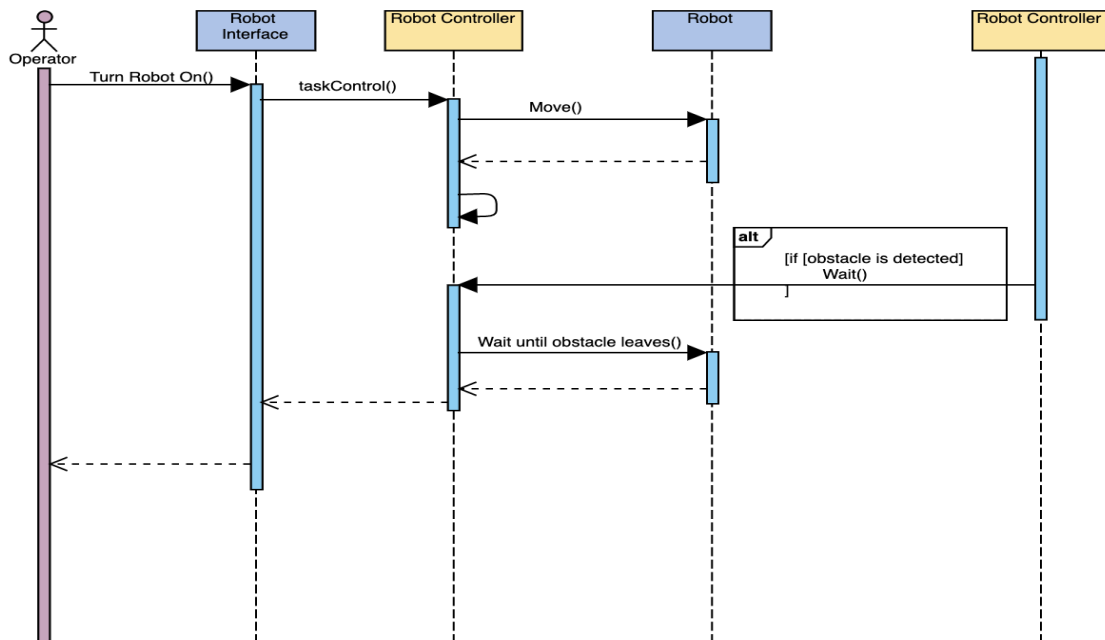 Operator
Robot
Interface
Robot Controller
Robot
Robot Controller
Turn Robot On()
taskControl()
Move()
alt
[if [obstacle is detected]
Wait()
]
Wait until obstacle leaves()